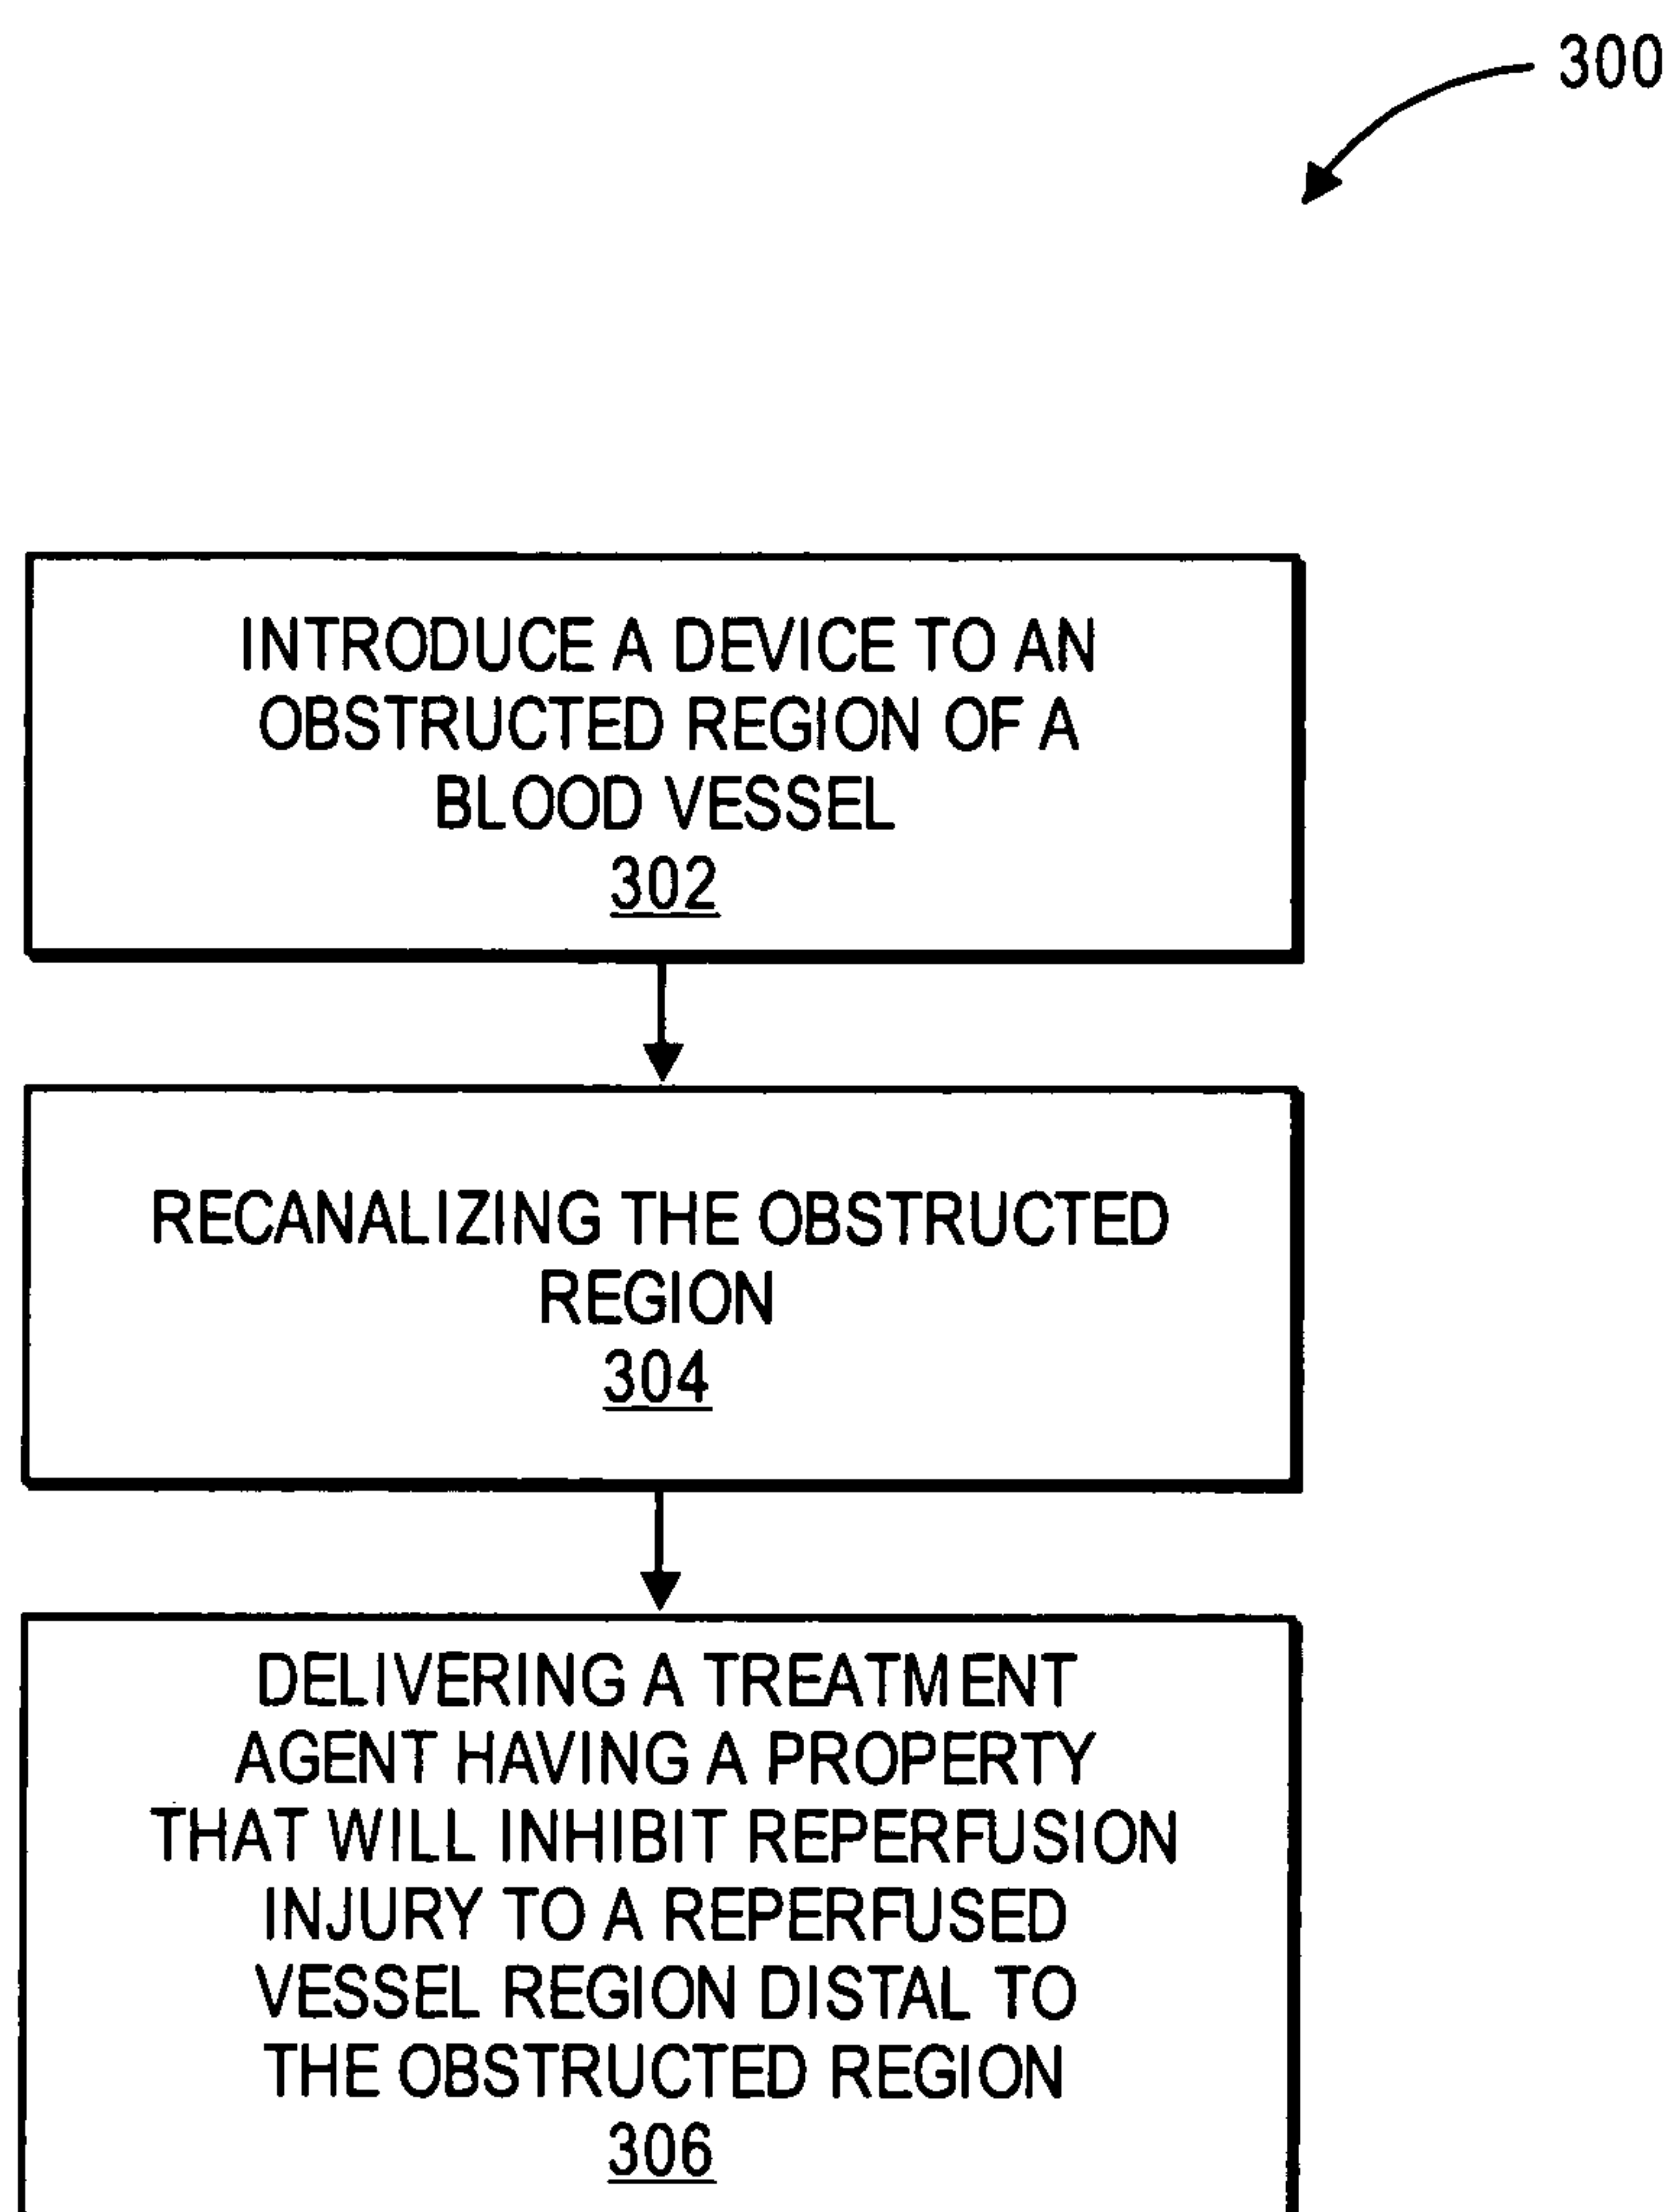 300
INTRODUCE A DEVICE TO AN
OBSTRUCTED REGION OF A
BLOOD VESSEL
302
RECANALIZING THE OBSTRUCTED
REGION
304
DELIVERING A TREATMENT
AGENT HAVING A PROPERTY
THAT WILL INHIBIT REPERFUSION
INJURY TO A REPERFUSED
VESSEL REGION DISTAL TO
THE OBSTRUCTED REGION
306